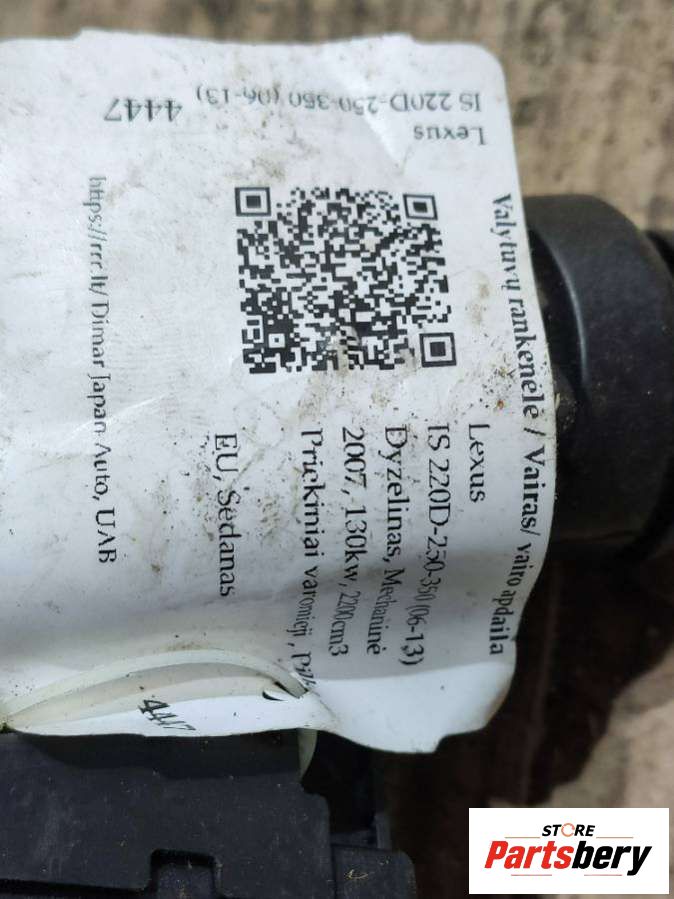 Lexus
IS 220D-250-350 (06-13)
4447
Valytuvų rankenėlė / Vairas/ vairo apdaila
Lexus
IS 220D-250-350 (06-13)
Dyzelinas, Mechaninė
2007, 130kw, 2200cm3
Priekiniai varomieji,
EU, Sedanas
https://rrr.lt/ Dimar Japan Auto, UAB
4447
STORE
Partsbery